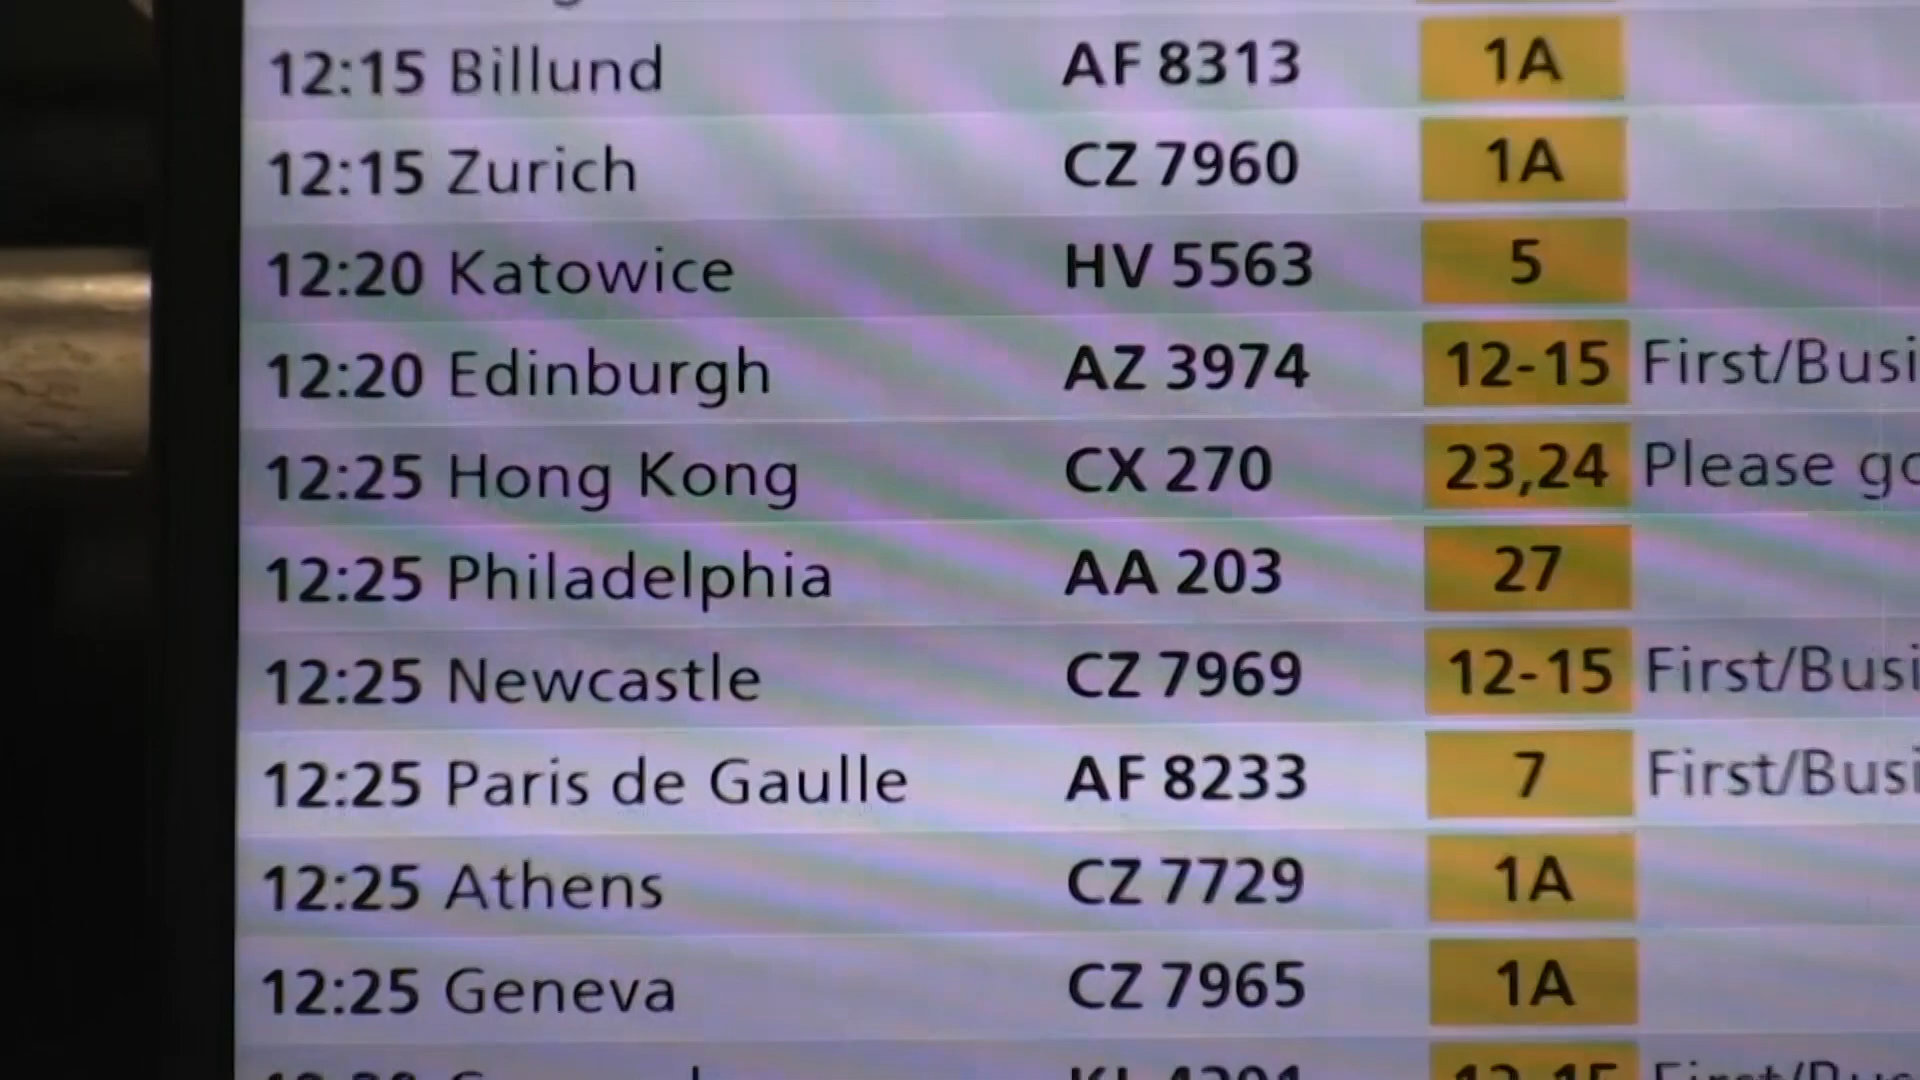 12:15 Billund AF 8313 1A
12:15 Zurich CZ 7960 1A
12:20 Katowice HV 5563 5
12:20 Edinburgh AZ 3974 12-15 First/Busi
12:25 Hong Kong CX 270 23,24 Please go
12:25 Philadelphia AA 203 27
12:25 Newcastle CZ 7969 12-15 First/Busi
12:25 Paris de Gaulle AF 8233 7 First/Busi
12:25 Athens CZ 7729 1A
12:25 Geneva CZ 7965 1A